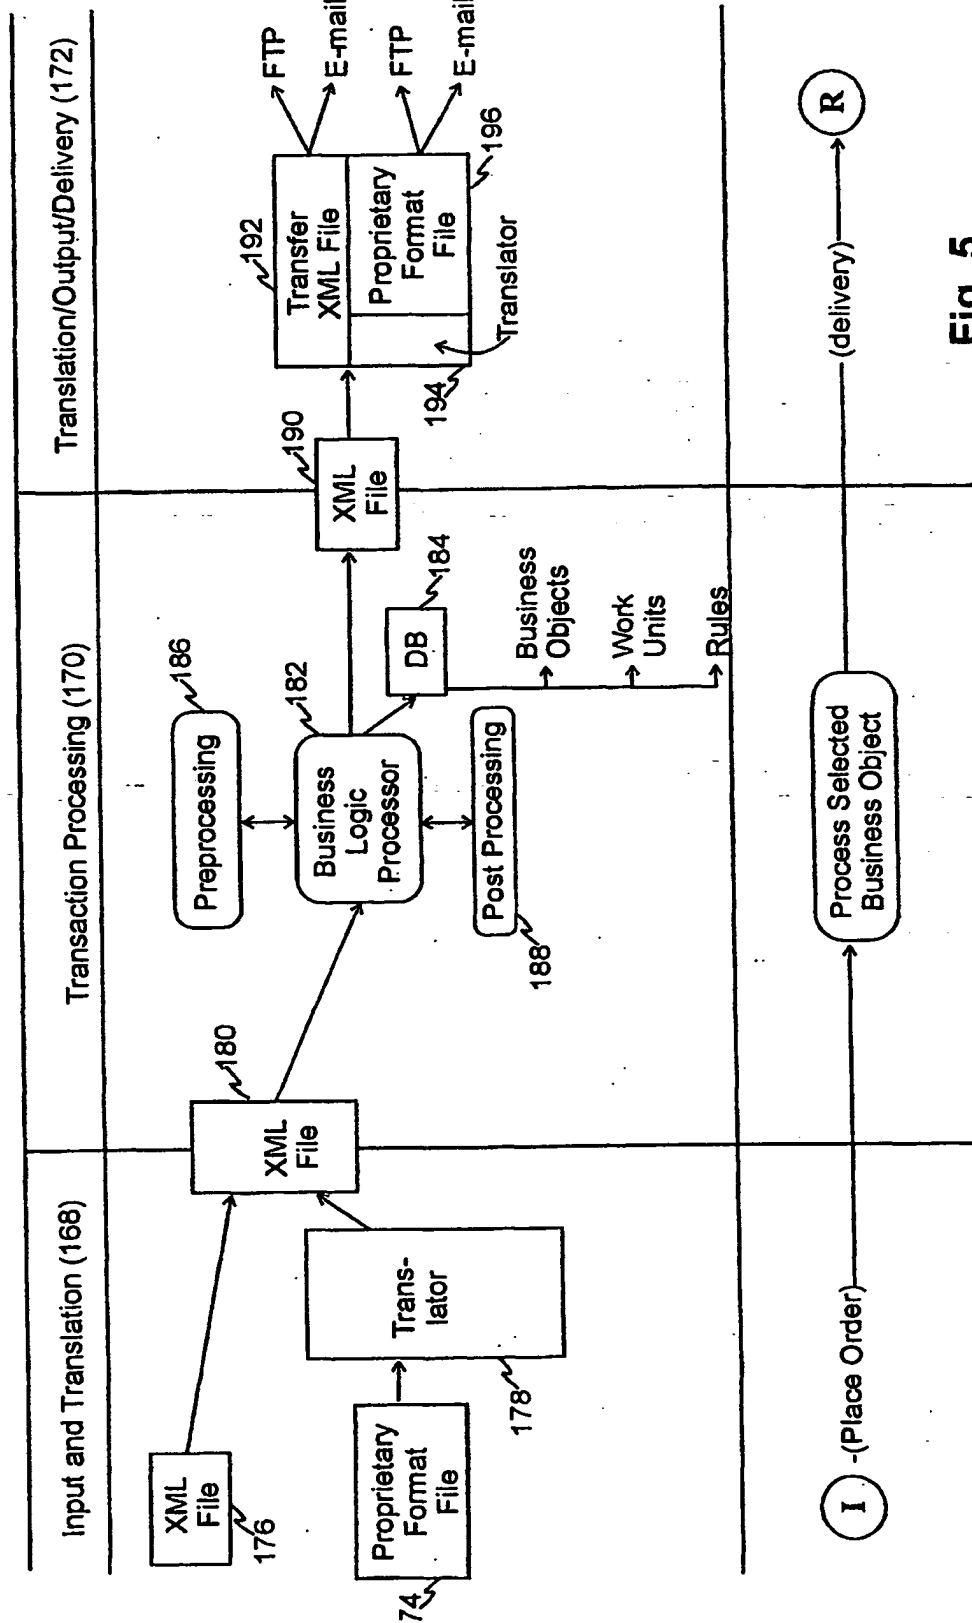 Input and Translation (168)
Transaction Processing (170)
Translation/Output/Delivery (172)
XML
File
176
Proprietary
Format
File
74
Trans-
lator
178
XML
File
180
Preprocessing
186
Business
Logic
Processor
182
Post Processing
188
DB
184
Business
Objects
Work
Units
Rules
XML
File
190
192
Transfer
XML File
Proprietary
Format
File
194
Translator
196
FTP
E-mail
FTP
E-mail
I
-(Place Order)
Process Selected
Business Object
(delivery)
R
Fig. 5